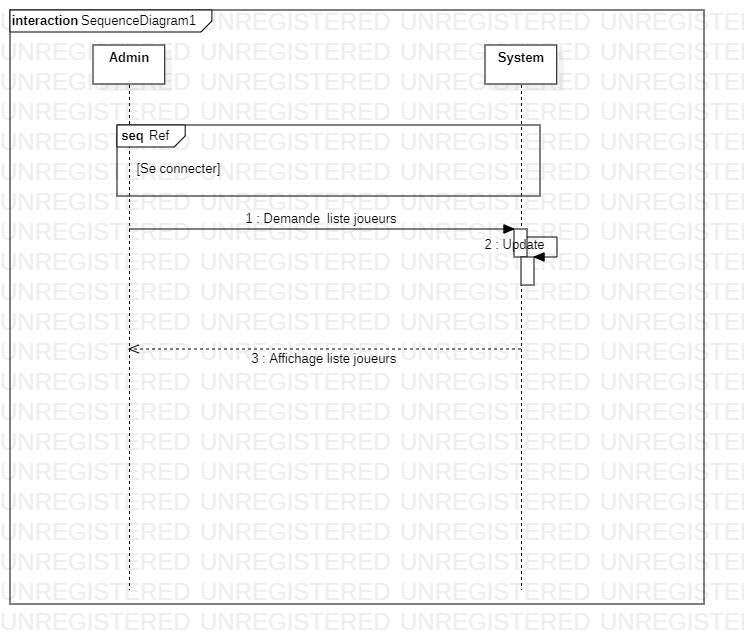 interaction SequenceDiagram1
Admin
System
seq Ref
[Se connecter]
1 : Demande liste joueurs
2 : Update
3 : Affichage liste joueurs
UNREGISTERED UNREGISTERED UNREGISTERED UNREGISTERED